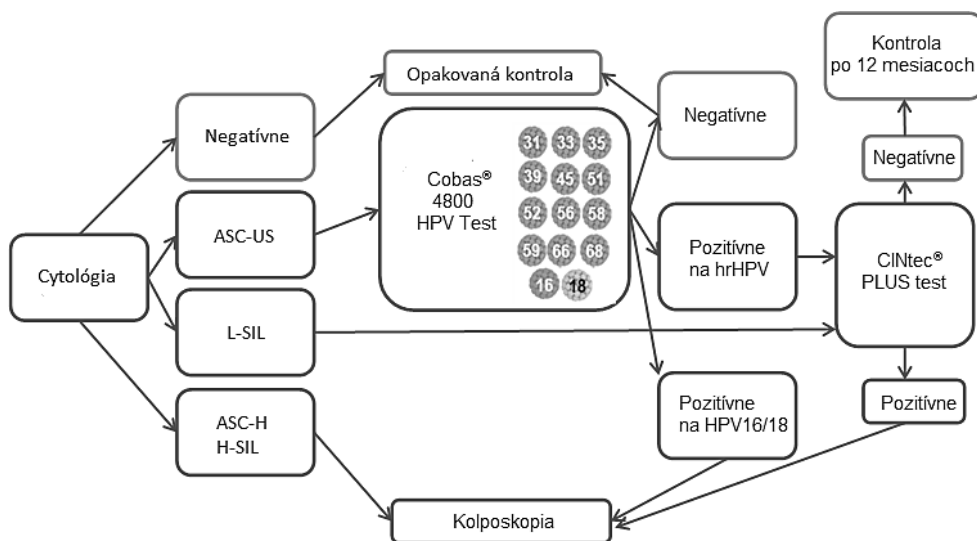 Kontrola
po 12 mesiacoch
Opakovaná kontrola
Negatívne
Negatívne
Negatívne
Cobas®
4800
HPV Test
31 33 35
39 45 51
52 56 58
59 66 68
16 18
ASC-US
Pozitívne
na hrHPV
CINtec®
PLUS test
Cytológia
L-SIL
ASC-H
H-SIL
Pozitívne
na HPV16/18
Pozitívne
Kolposkopia